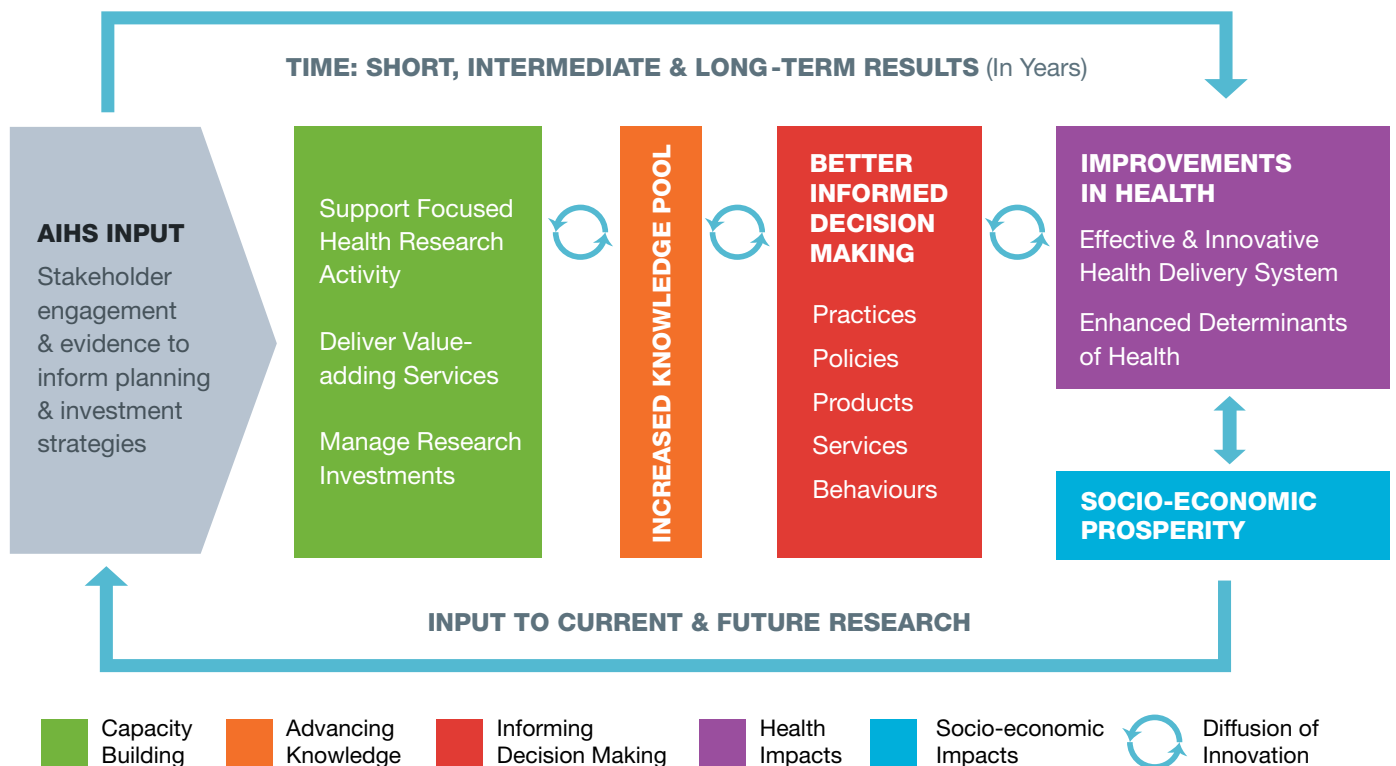 TIME: SHORT, INTERMEDIATE & LONG-TERM RESULTS (In Years)
AIHS INPUT
Stakeholder
engagement
& evidence to
inform planning
& investment
strategies
Support Focused
Health Research
Activity
Deliver Value-
adding Services
Manage Research
Investments
INCREASED KNOWLEDGE POOL
BETTER
INFORMED
DECISION
MAKING
Practices
Policies
Products
Services
Behaviours
IMPROVEMENTS
IN HEALTH
Effective & Innovative
Health Delivery System
Enhanced Determinants
of Health
SOCIO-ECONOMIC
PROSPERITY
INPUT TO CURRENT & FUTURE RESEARCH
Capacity
Building
Advancing
Knowledge
Informing
Decision Making
Health
Impacts
Socio-economic
Impacts
Diffusion of
Innovation